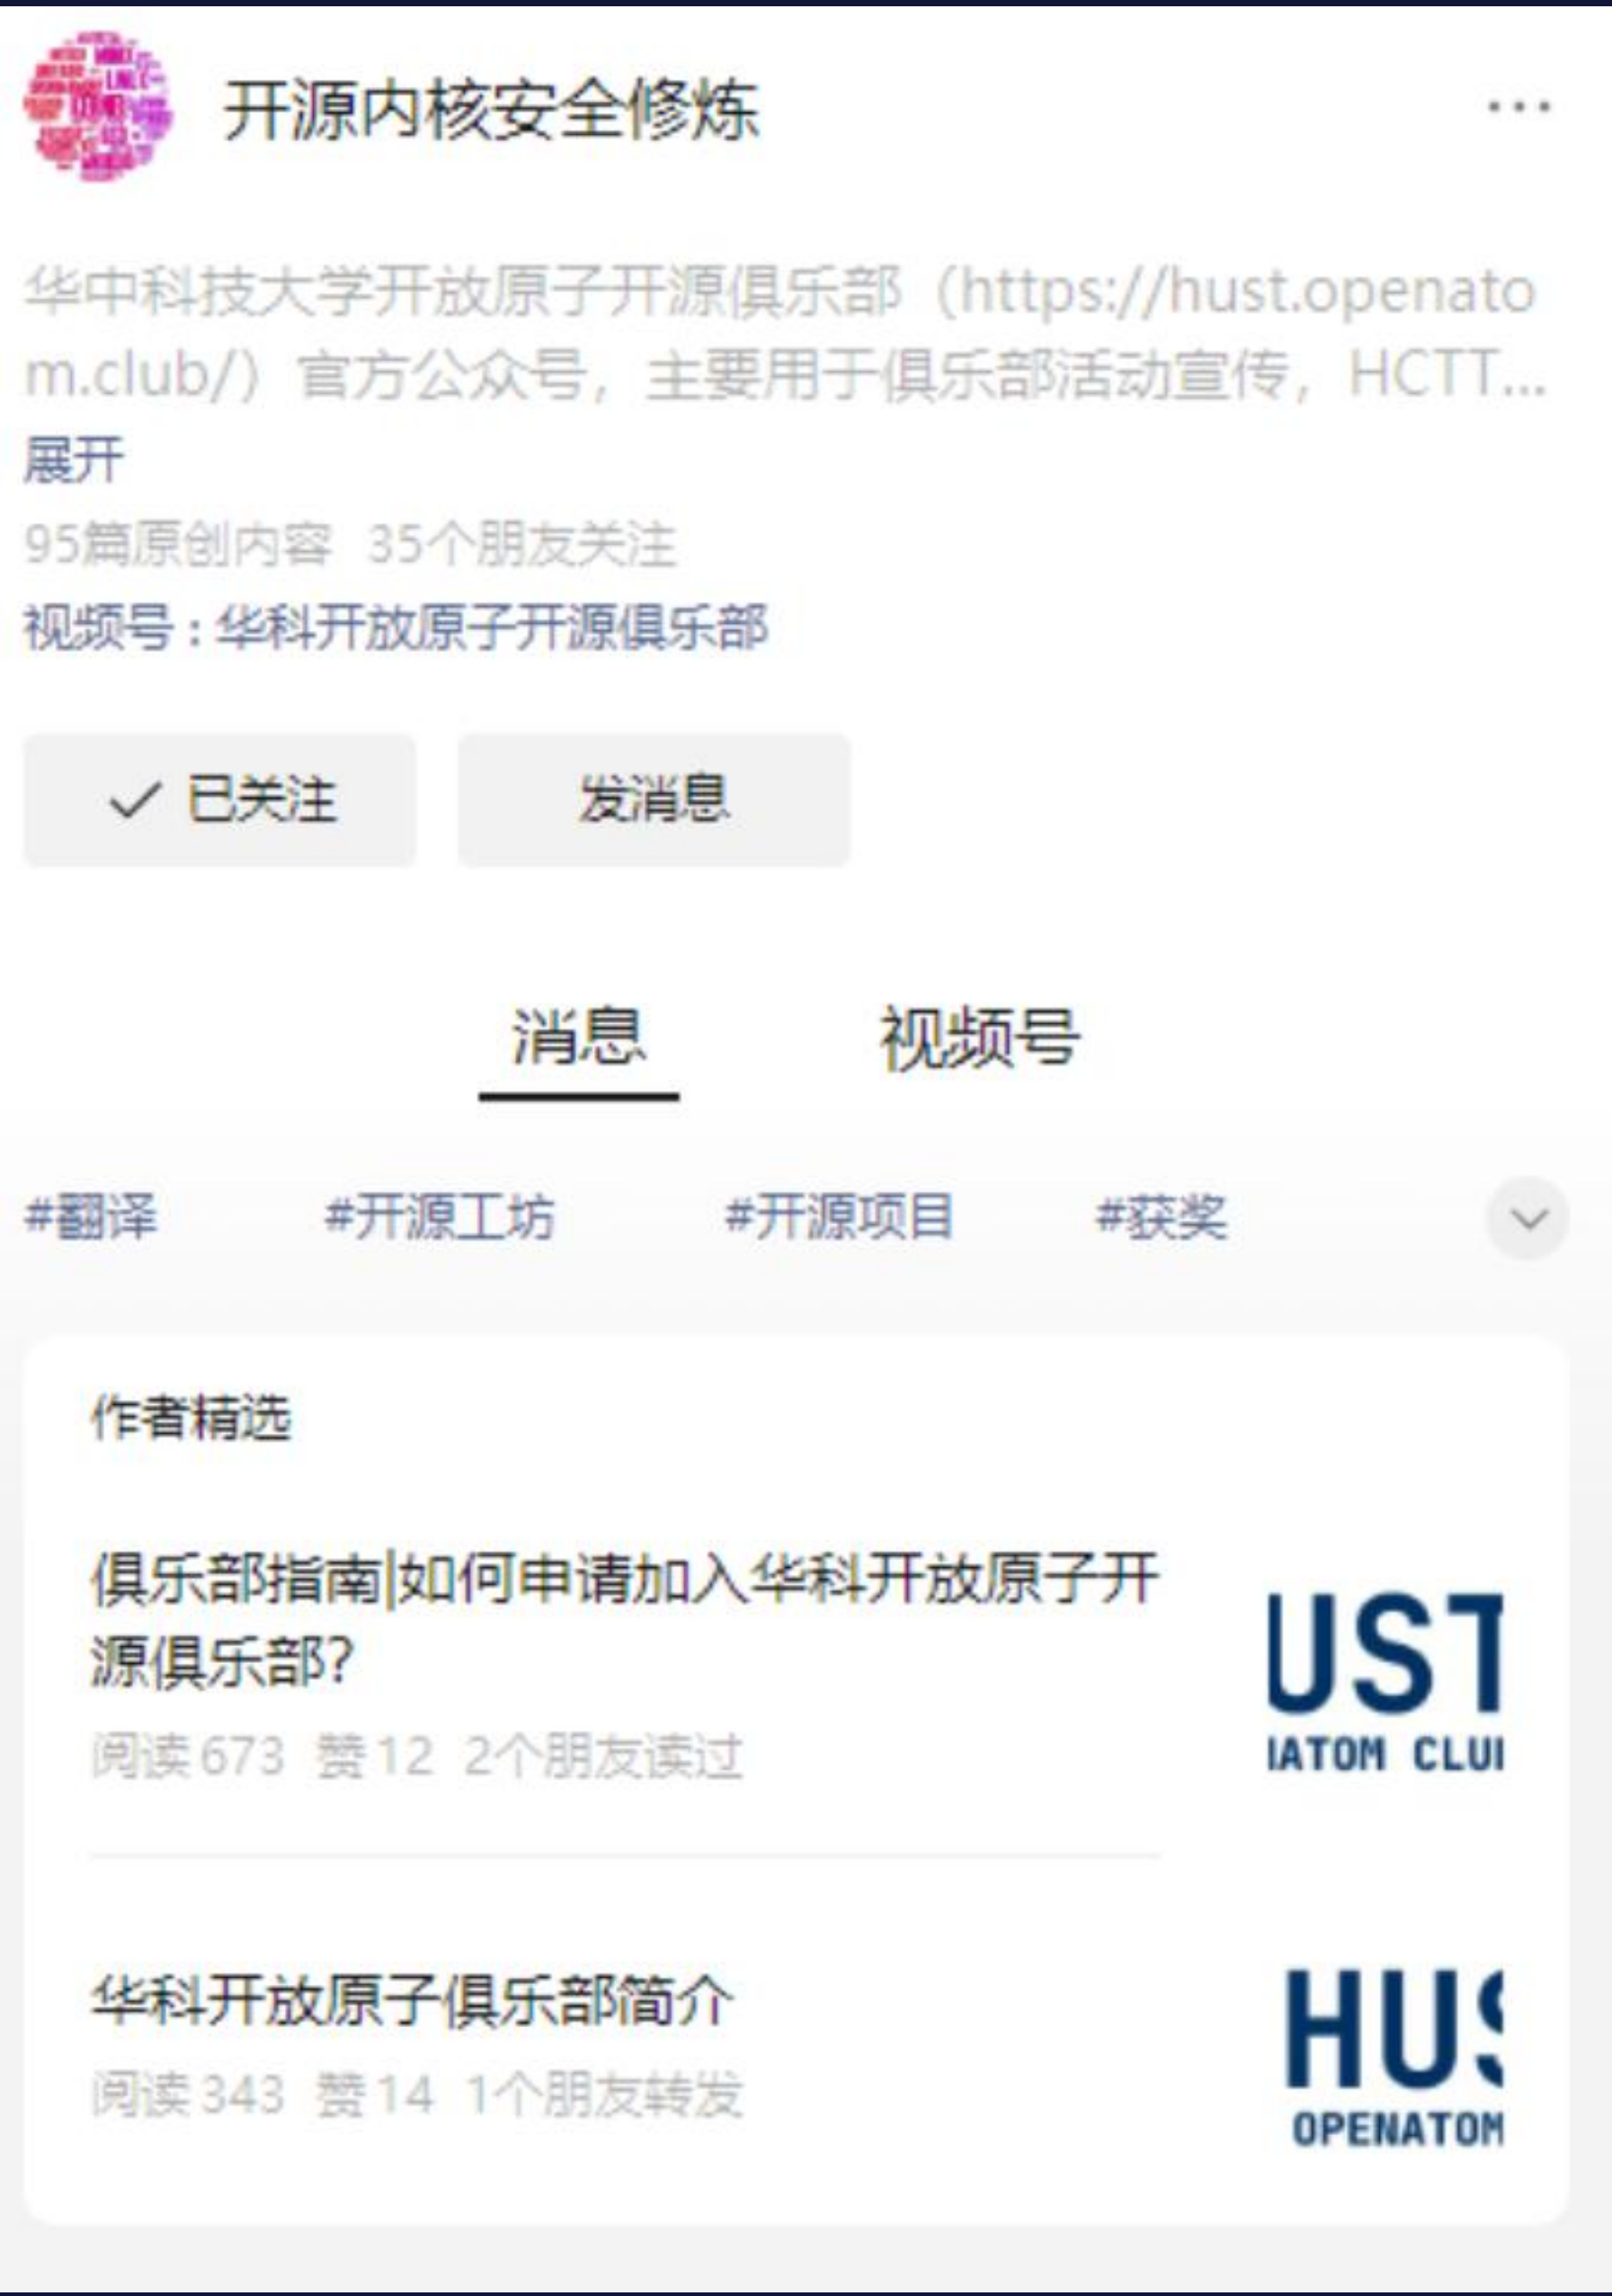 开源内核安全修炼
华中科技大学开放原子开源俱乐部（https://hust.openato
m.club/）官方公众号，主要用于俱乐部活动宣传，HCTT...
展开
95篇原创内容 35个朋友关注
视频号：华科开放原子开源俱乐部
已关注 发消息
消息 视频号
#翻译 #开源工坊 #开源项目 #获奖
作者精选
俱乐部指南|如何申请加入华科开放原子开
源俱乐部？
阅读673 赞12 2个朋友读过
UST
IATOM CLUI
华科开放原子俱乐部简介
阅读343 赞14 1个朋友转发
HUS
OPENATOM